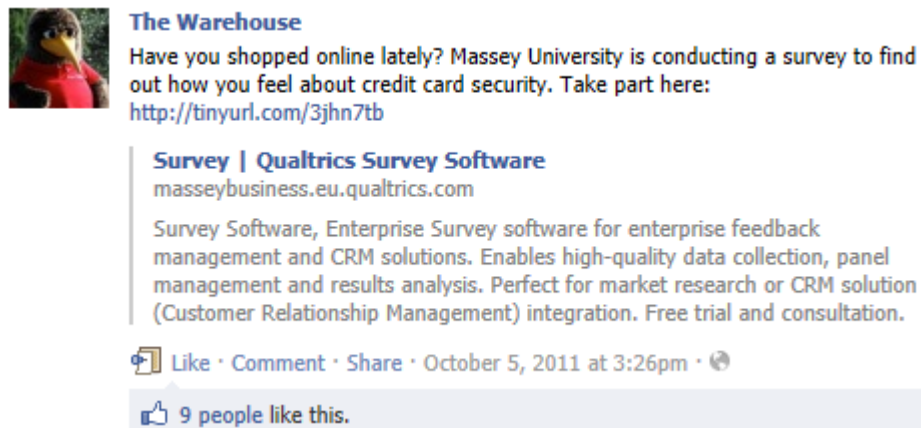 The Warehouse
Have you shopped online lately? Massey University is conducting a survey to find
out how you feel about credit card security. Take part here:
http://tinyurl.com/3jhn7tb
Survey | Qualtrics Survey Software
masseybusiness.eu.qualtrics.com
Survey Software, Enterprise Survey software for enterprise feedback
management and CRM solutions. Enables high-quality data collection, panel
management and results analysis. Perfect for market research or CRM solution
(Customer Relationship Management) integration. Free trial and consultation.
Like · Comment · Share · October 5, 2011 at 3:26pm ·
9 people like this.